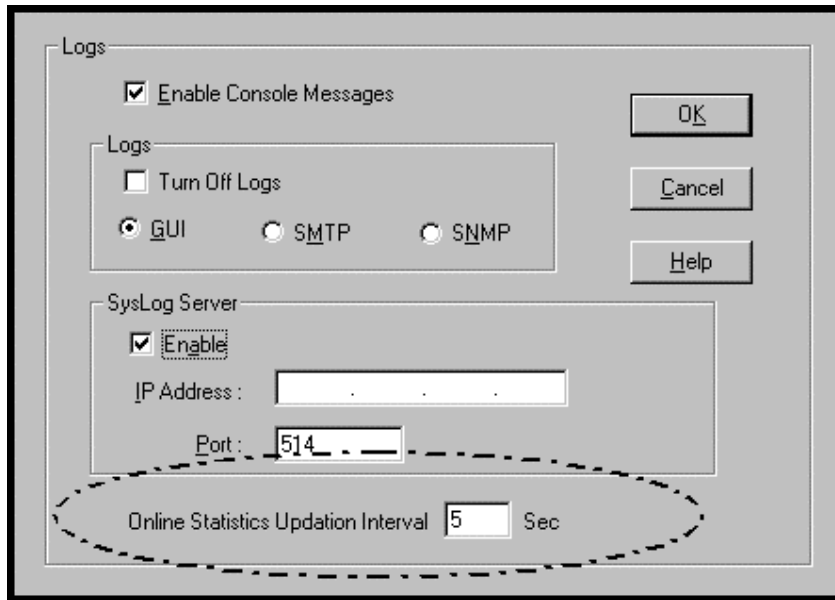 Logs
Enable Console Messages
OK
Logs
Turn Off Logs
Cancel
GUI SMTP SNMP
Help
SysLog Server
Enable
IP Address : . . .
Port : 514
Online Statistics Updation Interval 5 Sec